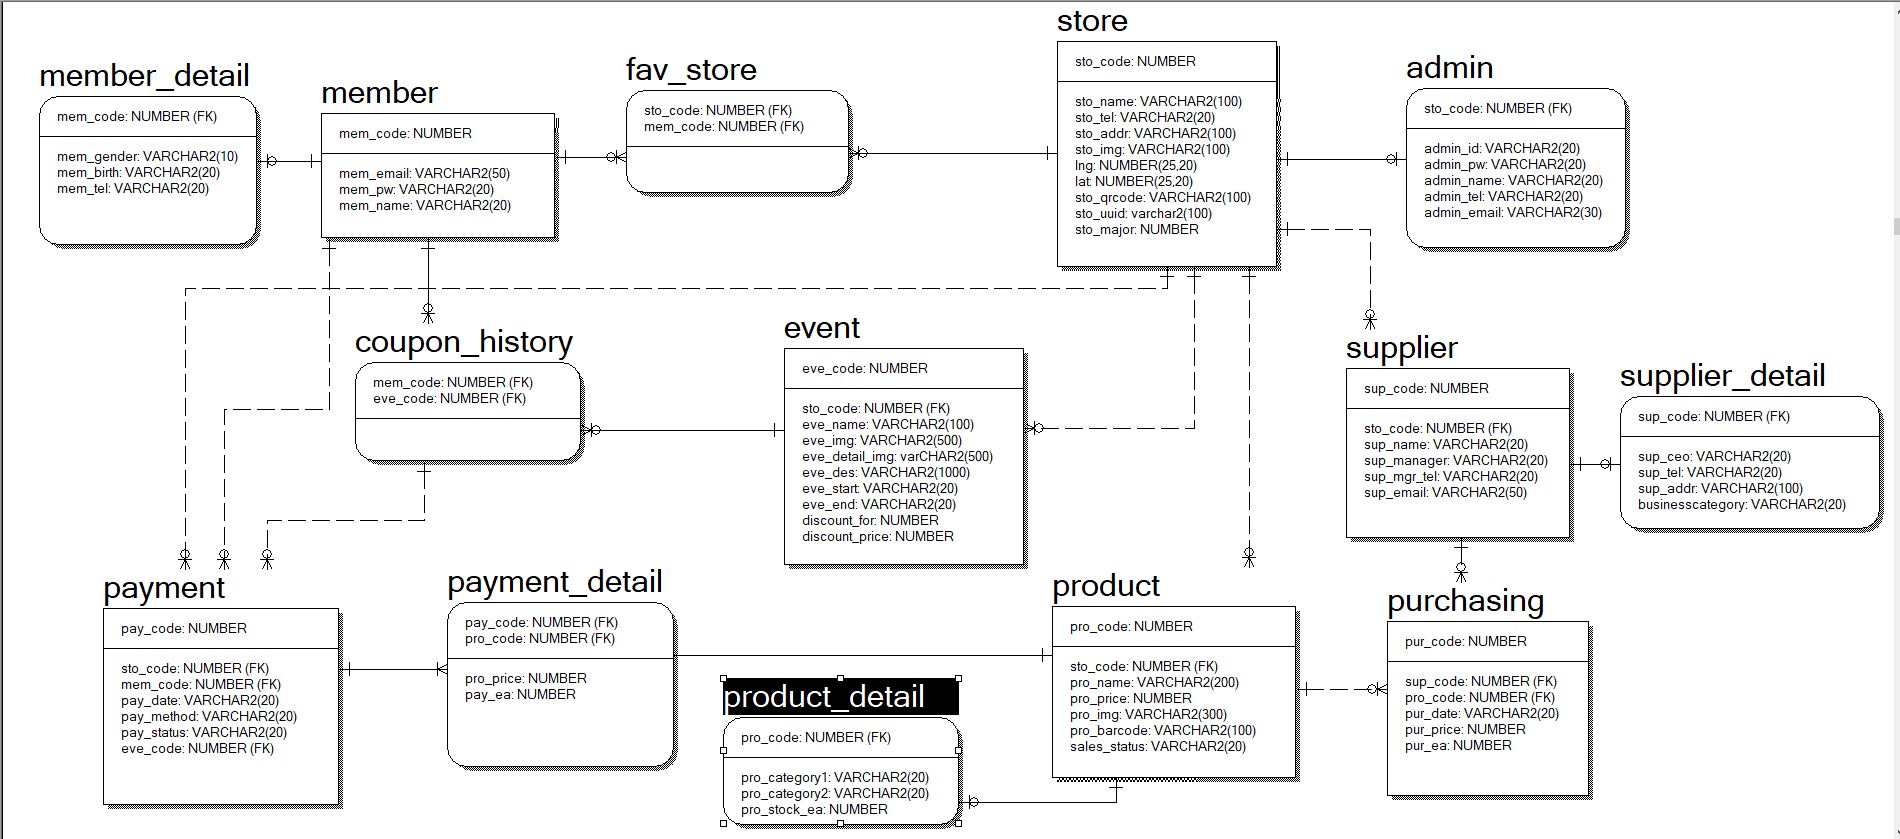 member_detail
mem_code: NUMBER (FK)
mem_gender: VARCHAR2(10)
mem_birth: VARCHAR2(20)
mem_tel: VARCHAR2(20)
member
mem_code: NUMBER
mem_email: VARCHAR2(50)
mem_pw: VARCHAR2(20)
mem_name: VARCHAR2(20)
fav_store
sto_code: NUMBER (FK)
mem_code: NUMBER (FK)
store
sto_code: NUMBER
sto_name: VARCHAR2(100)
sto_tel: VARCHAR2(20)
sto_addr: VARCHAR2(100)
sto_img: VARCHAR2(100)
lng: NUMBER(25,20)
lat: NUMBER(25,20)
sto_qrcode: VARCHAR2(100)
sto_uuid: varchar2(100)
sto_major: NUMBER
admin
sto_code: NUMBER (FK)
admin_id: VARCHAR2(20)
admin_pw: VARCHAR2(20)
admin_name: VARCHAR2(20)
admin_tel: VARCHAR2(20)
admin_email: VARCHAR2(30)
coupon_history
mem_code: NUMBER (FK)
eve_code: NUMBER (FK)
event
eve_code: NUMBER
sto_code: NUMBER (FK)
eve_name: VARCHAR2(100)
eve_img: VARCHAR2(500)
eve_detail_img: varCHAR2(500)
eve_des: VARCHAR2(1000)
eve_start: VARCHAR2(20)
eve_end: VARCHAR2(20)
discount_for: NUMBER
discount_price: NUMBER
supplier
sup_code: NUMBER
sto_code: NUMBER (FK)
sup_name: VARCHAR2(20)
sup_manager: VARCHAR2(20)
sup_mgr_tel: VARCHAR2(20)
sup_email: VARCHAR2(50)
supplier_detail
sup_code: NUMBER (FK)
sup_ceo: VARCHAR2(20)
sup_tel: VARCHAR2(20)
sup_addr: VARCHAR2(100)
businesscategory: VARCHAR2(20)
payment
pay_code: NUMBER
sto_code: NUMBER (FK)
mem_code: NUMBER (FK)
pay_date: VARCHAR2(20)
pay_method: VARCHAR2(20)
pay_status: VARCHAR2(20)
eve_code: NUMBER (FK)
payment_detail
pay_code: NUMBER (FK)
pro_code: NUMBER (FK)
pro_price: NUMBER
pay_ea: NUMBER
product_detail
pro_code: NUMBER (FK)
pro_category1: VARCHAR2(20)
pro_category2: VARCHAR2(20)
pro_stock_ea: NUMBER
product
pro_code: NUMBER
sto_code: NUMBER (FK)
pro_name: VARCHAR2(200)
pro_price: NUMBER
pro_img: VARCHAR2(300)
pro_barcode: VARCHAR2(100)
sales_status: VARCHAR2(20)
purchasing
pur_code: NUMBER
sup_code: NUMBER (FK)
pro_code: NUMBER (FK)
pur_date: VARCHAR2(20)
pur_price: NUMBER
pur_ea: NUMBER